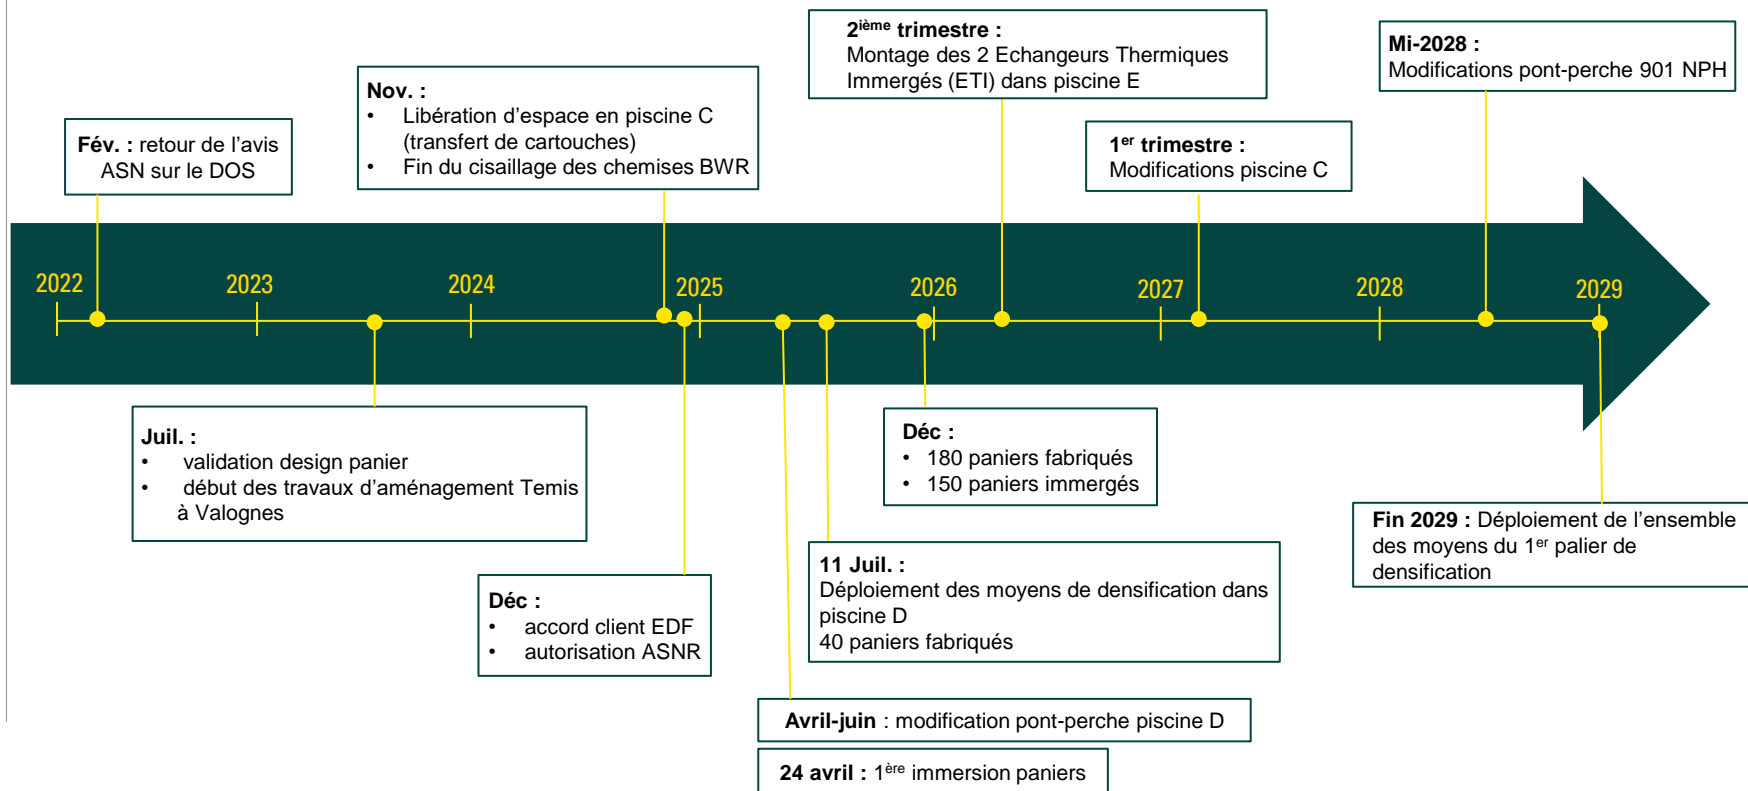 2ième trimestre :
Montage des 2 Echangeurs Thermiques
Immergés (ETI) dans piscine E
Mi-2028 :
Modifications pont-perche 901 NPH
Nov. :
• Libération d'espace en piscine C
(transfert de cartouches)
• Fin du cisaillage des chemises BWR
Fév. : retour de l'avis
ASN sur le DOS
1er trimestre :
Modifications piscine C
2022
2023
2024
2025
2026
2027
2028
2029
Juil. :
• validation design panier
• début des travaux d'aménagement Temis
à Valognes
Déc :
• 180 paniers fabriqués
• 150 paniers immergés
Fin 2029 : Déploiement de l'ensemble
des moyens du 1er palier de
densification
11 Juil. :
Déploiement des moyens de densification dans
piscine D
40 paniers fabriqués
Déc :
• accord client EDF
• autorisation ASNR
Avril-juin : modification pont-perche piscine D
24 avril : 1ère immersion paniers